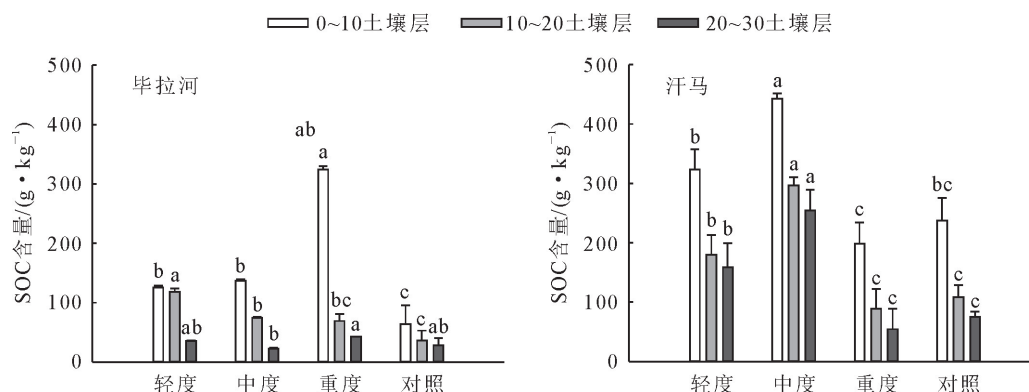 0~10土壤层 10~20土壤层 20~30土壤层
毕拉河
SOC含量/(g·kg⁻¹)
500
400
300
200
100
0
b a ab
b b b
ab
a bc a
c c ab
轻度 中度 重度 对照
汗马
SOC含量/(g·kg⁻¹)
500
400
300
200
100
0
b b b
a a a
c c c
bc c c
轻度 中度 重度 对照